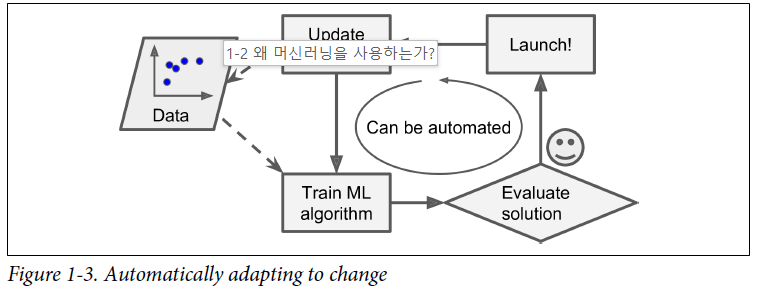 Update
Launch!
1-2 왜 머신러닝을 사용하는가?
Data
Can be automated
Train ML
algorithm
Evaluate
solution
Figure 1-3. Automatically adapting to change